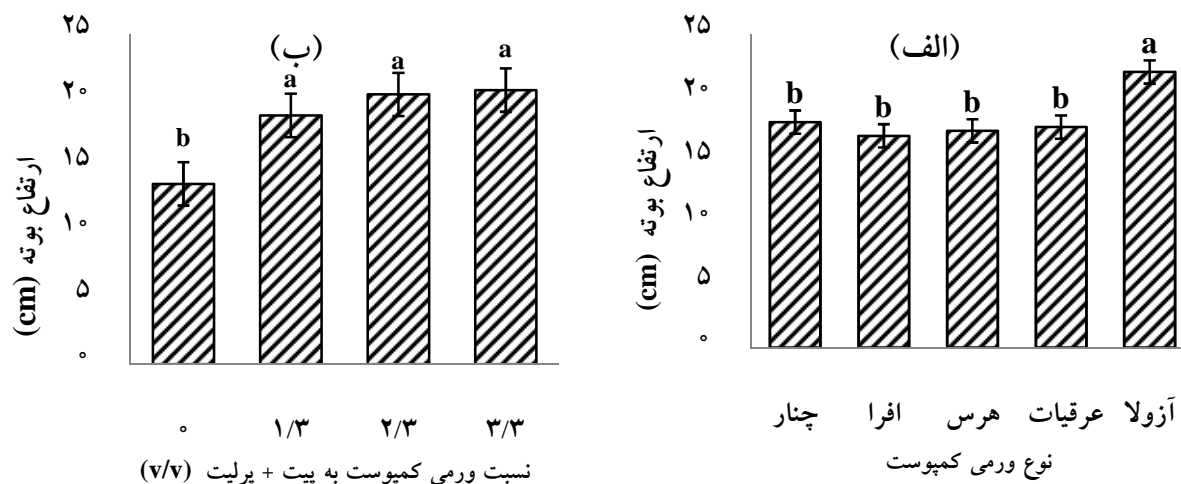 (الف)
ارتفاع بوته (cm)
۲۵
۲۰
۱۵
۱۰
۵
۰
b b b b a
چنار افرا هرس عرقیات آزولا
نوع ورمی کمپوست
(ب)
ارتفاع بوته (cm)
۲۵
۲۰
۱۵
۱۰
۵
۰
b a a a
۰ ۱/۳ ۲/۳ ۳/۳
نسبت ورمی کمپوست به پیت + پرلیت (v/v)